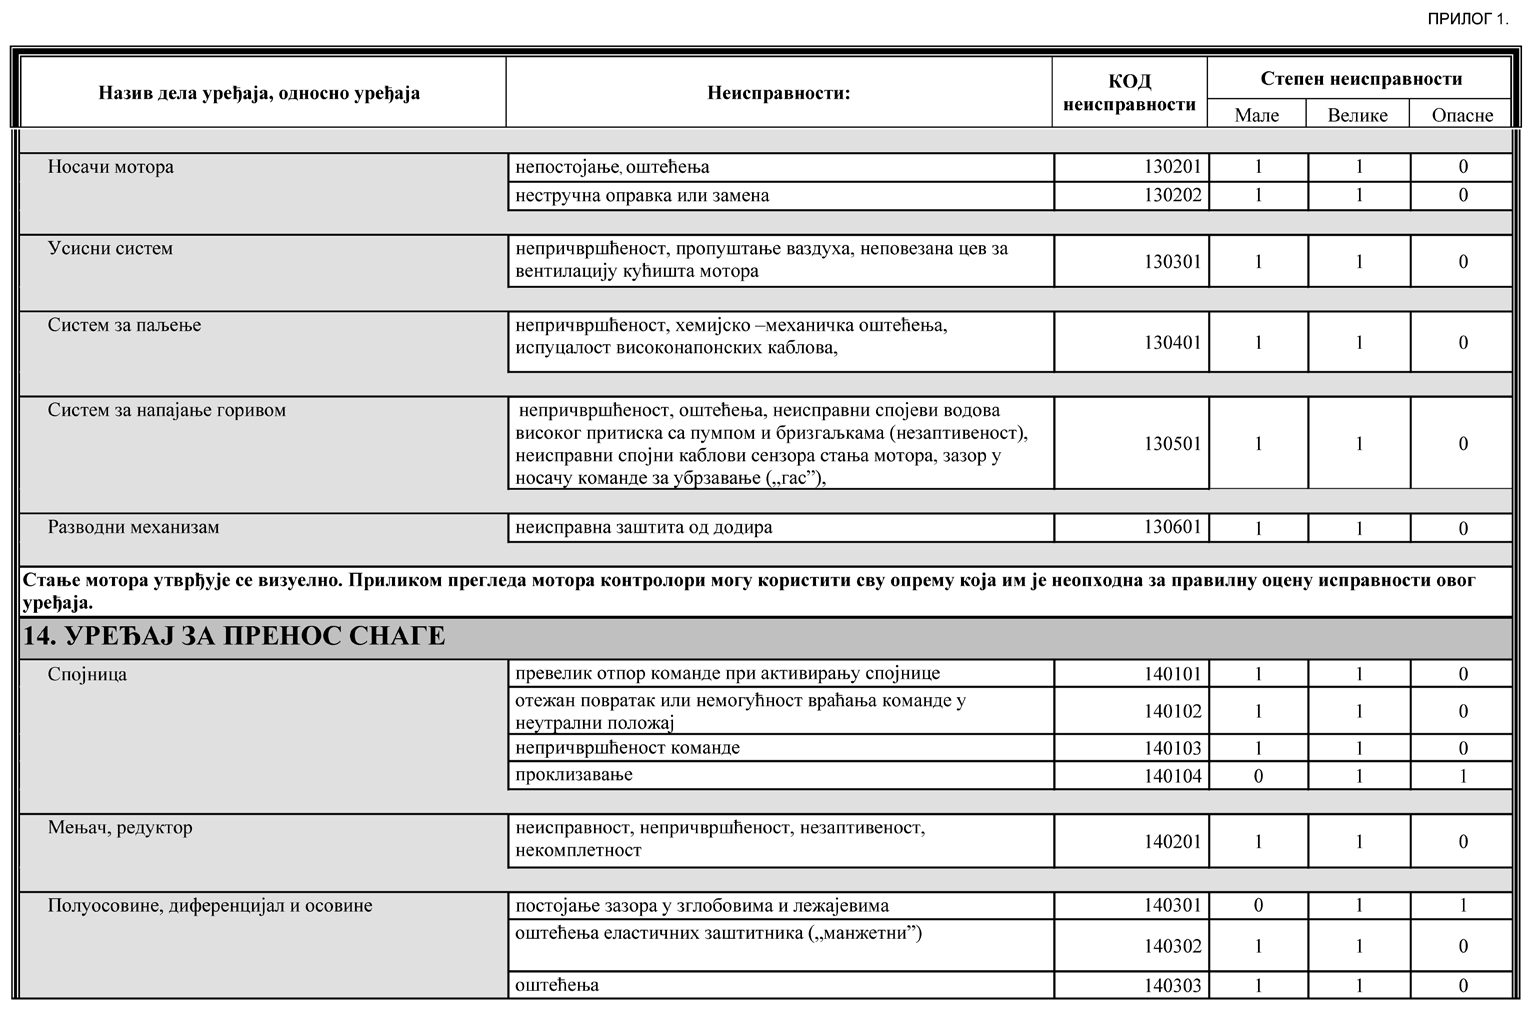 ПРИЛОГ 1.
Назив дела уређаја, односно уређаја Неисправности: КОД неисправности Степен неисправности
Мале Велике Опасне
Носачи мотора непостојање, оштећења 130201 1 1 0
нестручна оправка или замена 130202 1 1 0
Усисни систем непричвршћеност, пропуштање ваздуха, неповезана цев за
вентилацију кућишта мотора 130301 1 1 0
Систем за паљење непричвршћеност, хемијско –механичка оштећења,
испуцалост високонапонских каблова, 130401 1 1 0
Систем за напајање горивом непричвршћеност, оштећења, неисправни спојеви водова
високог притиска са пумпом и бризгаљкама (незаптивеност), 130501 1 1 0
неисправни спојни каблови сензора стања мотора, зазор у
носачу команде за убрзавање („гас”),
Разводни механизам неисправна заштита од додира 130601 1 1 0
Стање мотора утврђује се визуелно. Приликом прегледа мотора контролори могу користити сву опрему која им је неопходна за правилну оцену исправности овог
уређаја.
14. УРЕЂАЈ ЗА ПРЕНОС СНАГЕ
Спојница превелик отпор команде при активирању спојнице 140101 1 1 0
отежан повратак или немогућност враћања команде у
неутрални положај 140102 1 1 0
непричвршћеност команде 140103 1 1 0
проклизавање 140104 0 1 1
Мењач, редуктор неисправност, непричвршћеност, незаптивеност,
некомплетност 140201 1 1 0
Полуосовине, диференцијал и осовине постојање зазора у зглобовима и лежајевима 140301 0 1 1
оштећења еластичних заштитника („манжетни”) 140302 1 1 0
оштећења 140303 1 1 0